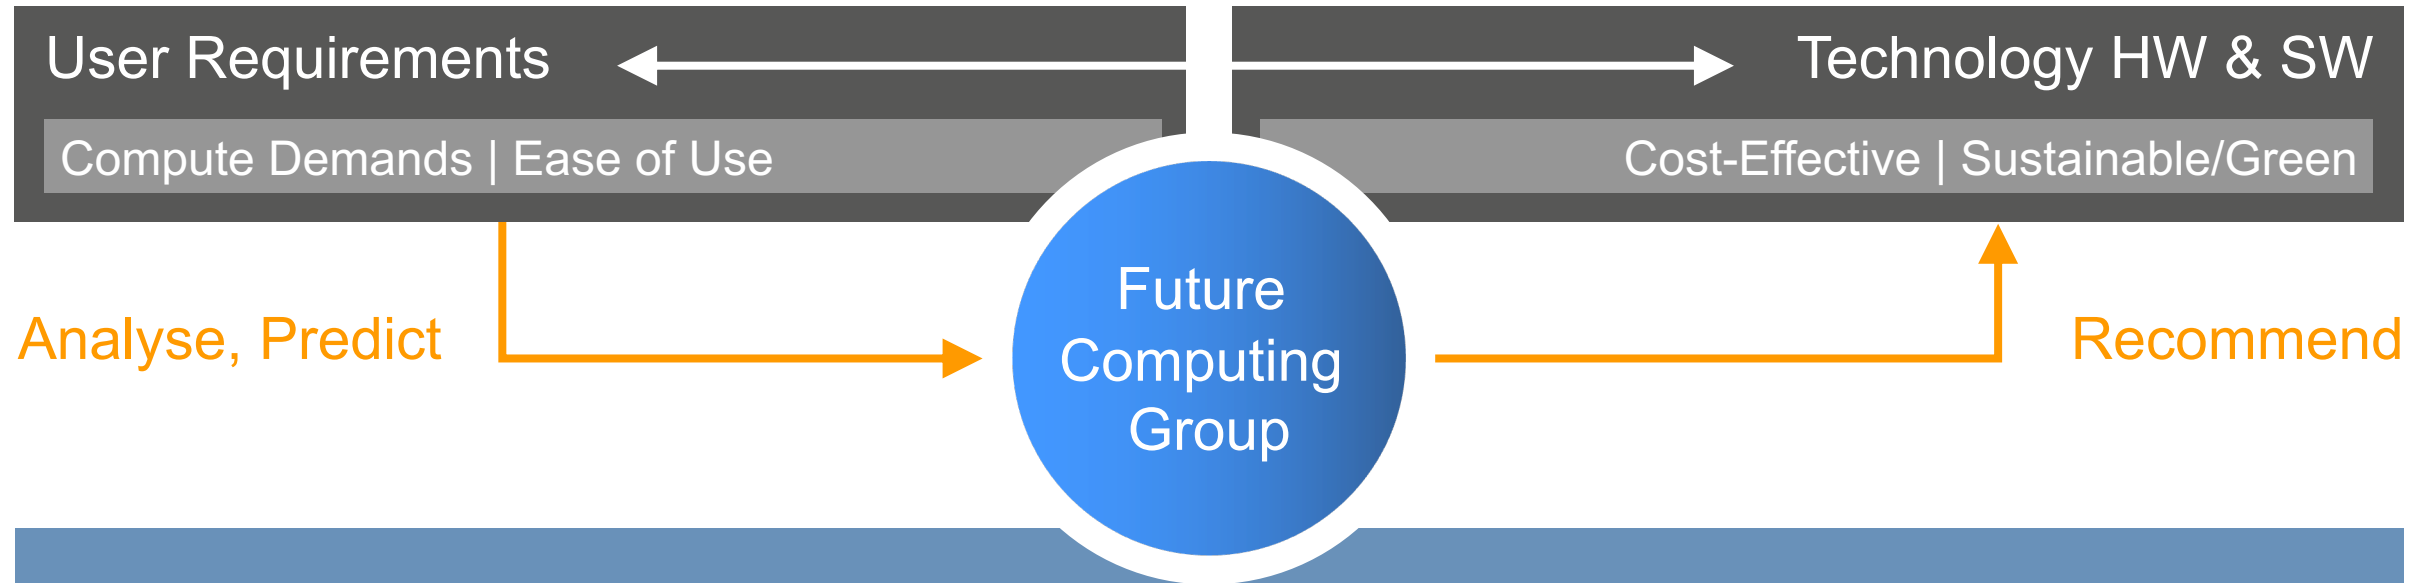 User Requirements
Technology HW & SW
Compute Demands | Ease of Use
Cost-Effective | Sustainable/Green
Analyse, Predict
Future
Computing
Group
Recommend